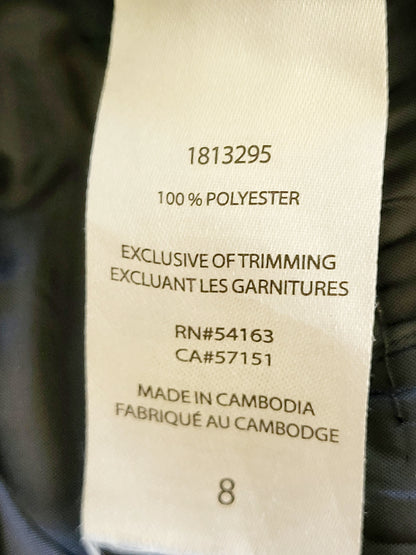 1813295
100 % POLYESTER
EXCLUSIVE OF TRIMMING
EXCLUANT LES GARNITURES
RN#54163
CA#57151
MADE IN CAMBODIA
FABRIQUÉ AU CAMBODGE
8